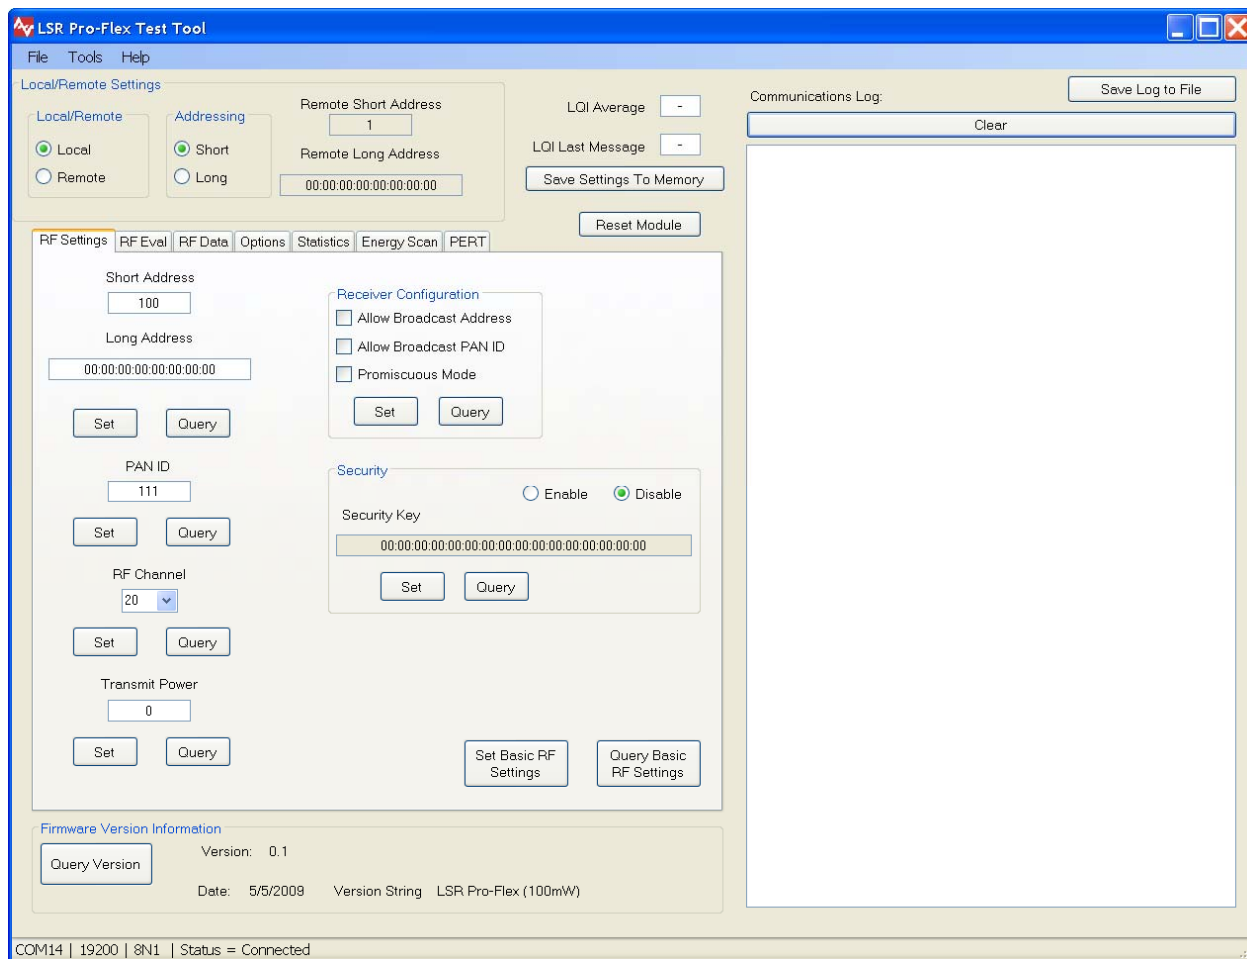 LSR Pro-Flex Test Tool
File Tools Help
Local/Remote Settings
Local/Remote
Local
Remote
Addressing
Short
Long
Remote Short Address
1
Remote Long Address
00:00:00:00:00:00:00:00
LQI Average -
LQI Last Message -
Save Settings To Memory
Reset Module
RF Settings RF Eval RF Data Options Statistics Energy Scan PERT
Short Address
100
Long Address
00:00:00:00:00:00:00:00
Set Query
PAN ID
111
Set Query
RF Channel
20
Set Query
Transmit Power
0
Set Query
Receiver Configuration
Allow Broadcast Address
Allow Broadcast PAN ID
Promiscuous Mode
Set Query
Security
Enable Disable
Security Key
00:00:00:00:00:00:00:00:00:00:00:00:00:00:00:00
Set Query
Set Basic RF
Settings
Query Basic
RF Settings
Firmware Version Information
Query Version
Version: 0.1
Date: 5/5/2009 Version String LSR Pro-Flex (100mW)
Communications Log:
Save Log to File
Clear
COM14 | 19200 | 8N1 | Status = Connected